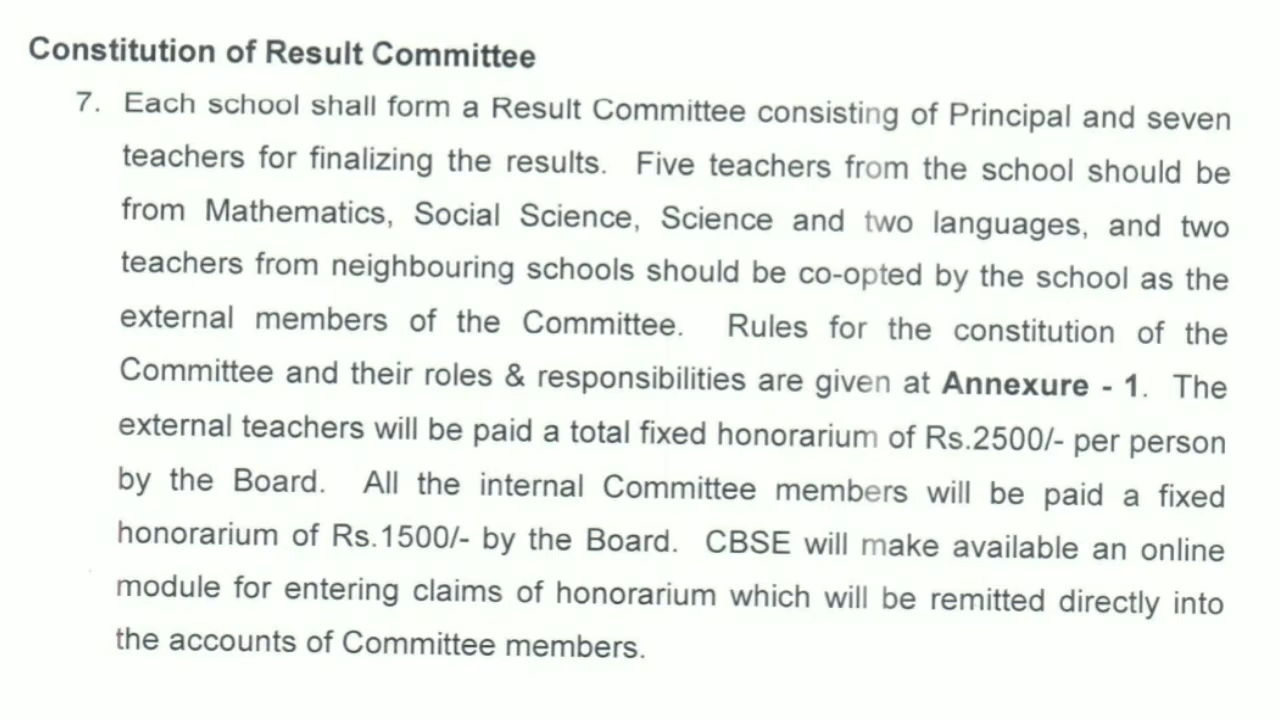 Constitution of Result Committee
7. Each school shall form a Result Committee consisting of Principal and seven
teachers for finalizing the results. Five teachers from the school should be
from Mathematics, Social Science, Science and two languages, and two
teachers from neighbouring schools should be co-opted by the school as the
external members of the Committee. Rules for the constitution of the
Committee and their roles & responsibilities are given at Annexure - 1. The
external teachers will be paid a total fixed honorarium of Rs.2500/- per person
by the Board. All the internal Committee members will be paid a fixed
honorarium of Rs.1500/- by the Board. CBSE will make available an online
module for entering claims of honorarium which will be remitted directly into
the accounts of Committee members.